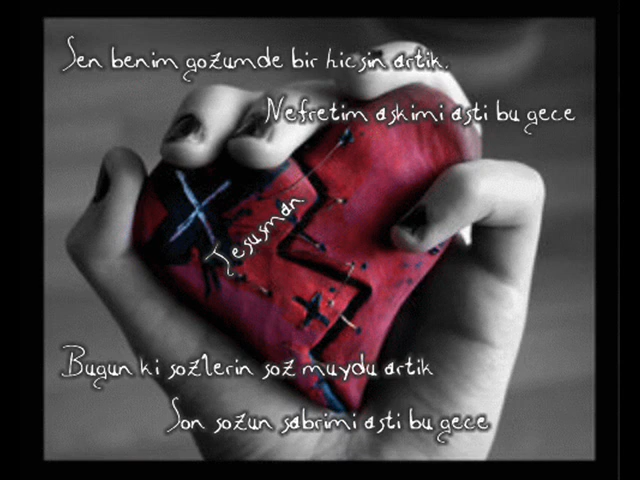 Sen benim gozumde bir hicsin artik.
Nefretim askimi asti bu gece
Jesusman
Bugun ki sozlerin soz muydu artik
Son sozun sabrimi asti bu gece